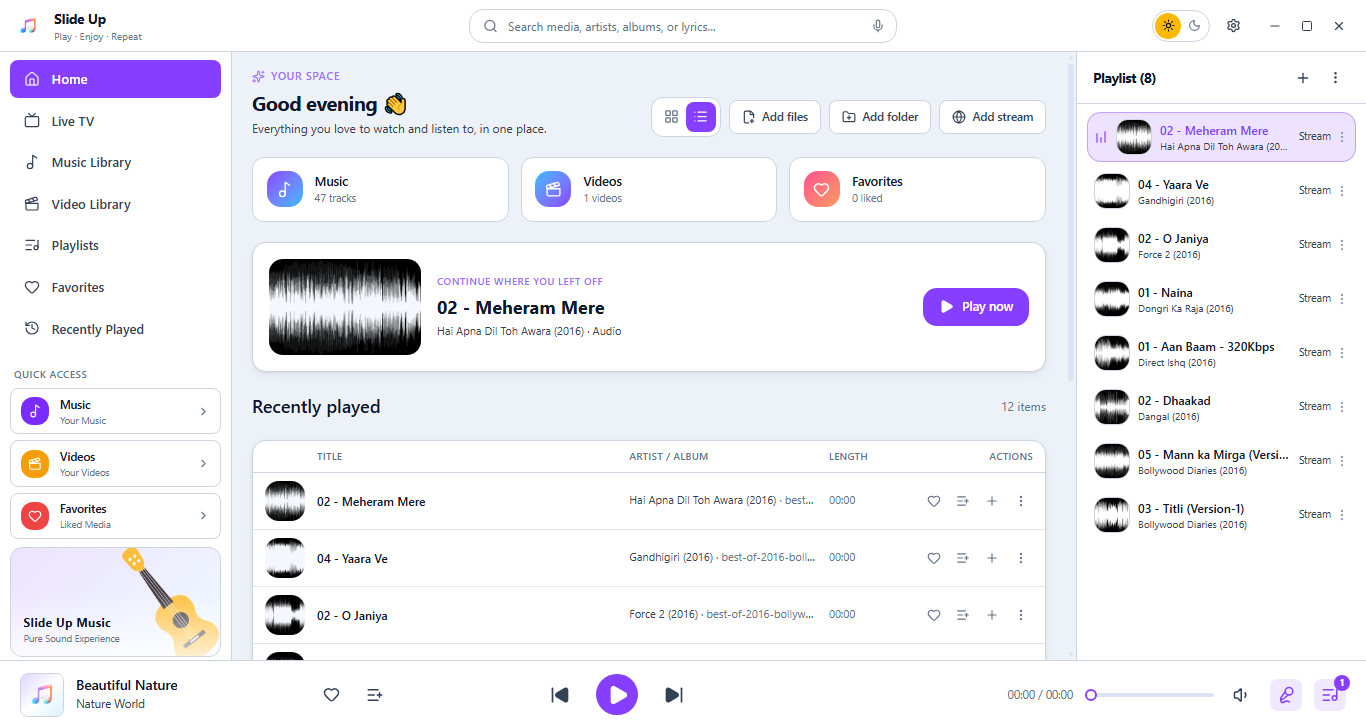 Slide Up
Play · Enjoy · Repeat
Search media, artists, albums, or lyrics...
Home
Live TV
Music Library
Video Library
Playlists
Favorites
Recently Played
QUICK ACCESS
Music
Your Music
Videos
Your Videos
Favorites
Liked Media
Slide Up Music
Pure Sound Experience
YOUR SPACE
Good evening 👋
Everything you love to watch and listen to, in one place.
Add files
Add folder
Add stream
Music
47 tracks
Videos
1 videos
Favorites
0 liked
CONTINUE WHERE YOU LEFT OFF
02 - Meheram Mere
Hai Apna Dil Toh Awara (2016) · Audio
Play now
Recently played
12 items
TITLE ARTIST / ALBUM LENGTH ACTIONS
02 - Meheram Mere Hai Apna Dil Toh Awara (2016) · best... 00:00
04 - Yaara Ve Gandhigiri (2016) · best-of-2016-boll... 00:00
02 - O Janiya Force 2 (2016) · best-of-2016-bollyw... 00:00
Playlist (8)
02 - Meheram Mere
Hai Apna Dil Toh Awara (20...
Stream
04 - Yaara Ve
Gandhigiri (2016)
Stream
02 - O Janiya
Force 2 (2016)
Stream
01 - Naina
Dongri Ka Raja (2016)
Stream
01 - Aan Baam - 320Kbps
Direct Ishq (2016)
Stream
02 - Dhaakad
Dangal (2016)
Stream
05 - Mann ka Mirga (Versi...
Bollywood Diaries (2016)
Stream
03 - Titli (Version-1)
Bollywood Diaries (2016)
Stream
Beautiful Nature
Nature World
00:00 / 00:00
1